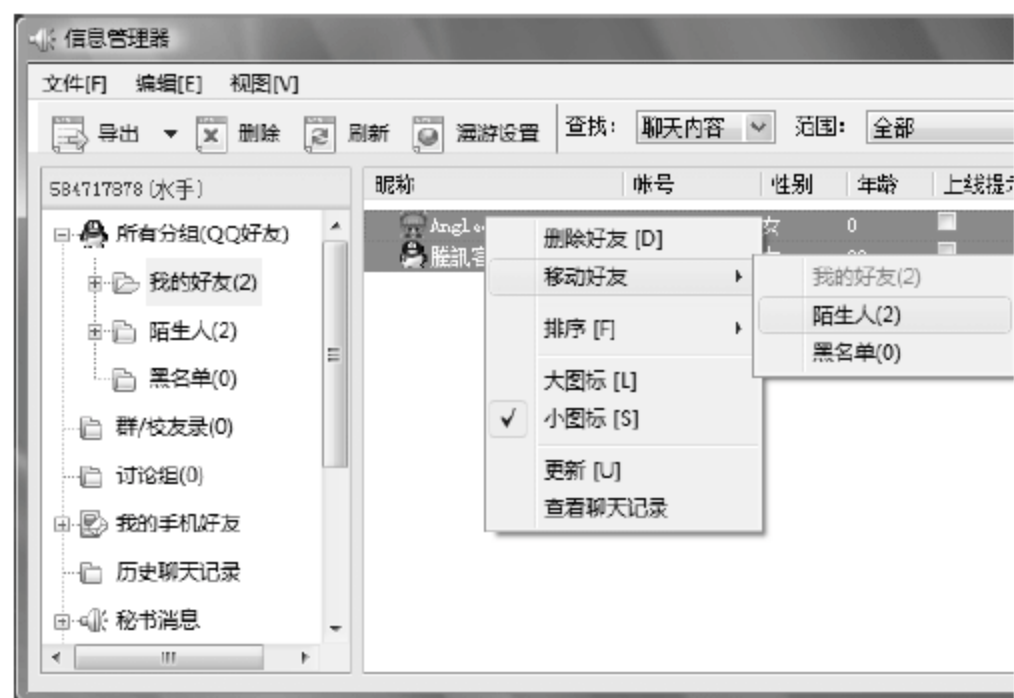 信息管理器
文件[F] 编辑[E] 视图[V]
导出 删除 刷新 漫游设置 查找: 聊天内容 范围: 全部
584717878(水手)
昵称 帐号 性别 年龄 上线提
所有分组(QQ好友)
我的好友(2)
陌生人(2)
黑名单(0)
群/校友录(0)
讨论组(0)
我的手机好友
历史聊天记录
秘书消息
Angle 女 0
腾讯客
删除好友 [D]
移动好友
排序 [F]
大图标 [L]
小图标 [S]
更新 [U]
查看聊天记录
我的好友(2)
陌生人(2)
黑名单(0)